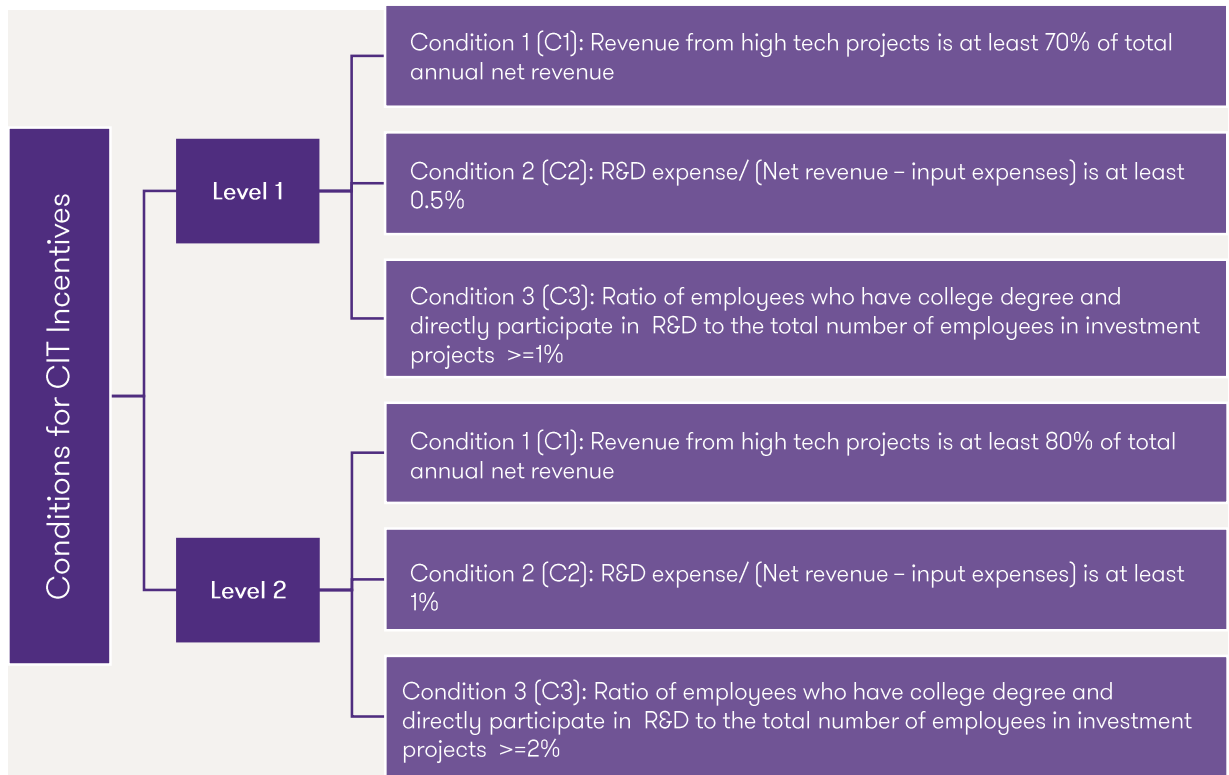 Conditions for CIT Incentives
Level 1
Condition 1 (C1): Revenue from high tech projects is at least 70% of total
annual net revenue
Condition 2 (C2): R&D expense/ (Net revenue – input expenses) is at least
0.5%
Condition 3 (C3): Ratio of employees who have college degree and
directly participate in  R&D to the total number of employees in investment
projects  >=1%
Level 2
Condition 1 (C1): Revenue from high tech projects is at least 80% of total
annual net revenue
Condition 2 (C2): R&D expense/ (Net revenue – input expenses) is at least
1%
Condition 3 (C3): Ratio of employees who have college degree and
directly participate in  R&D to the total number of employees in investment
projects  >=2%